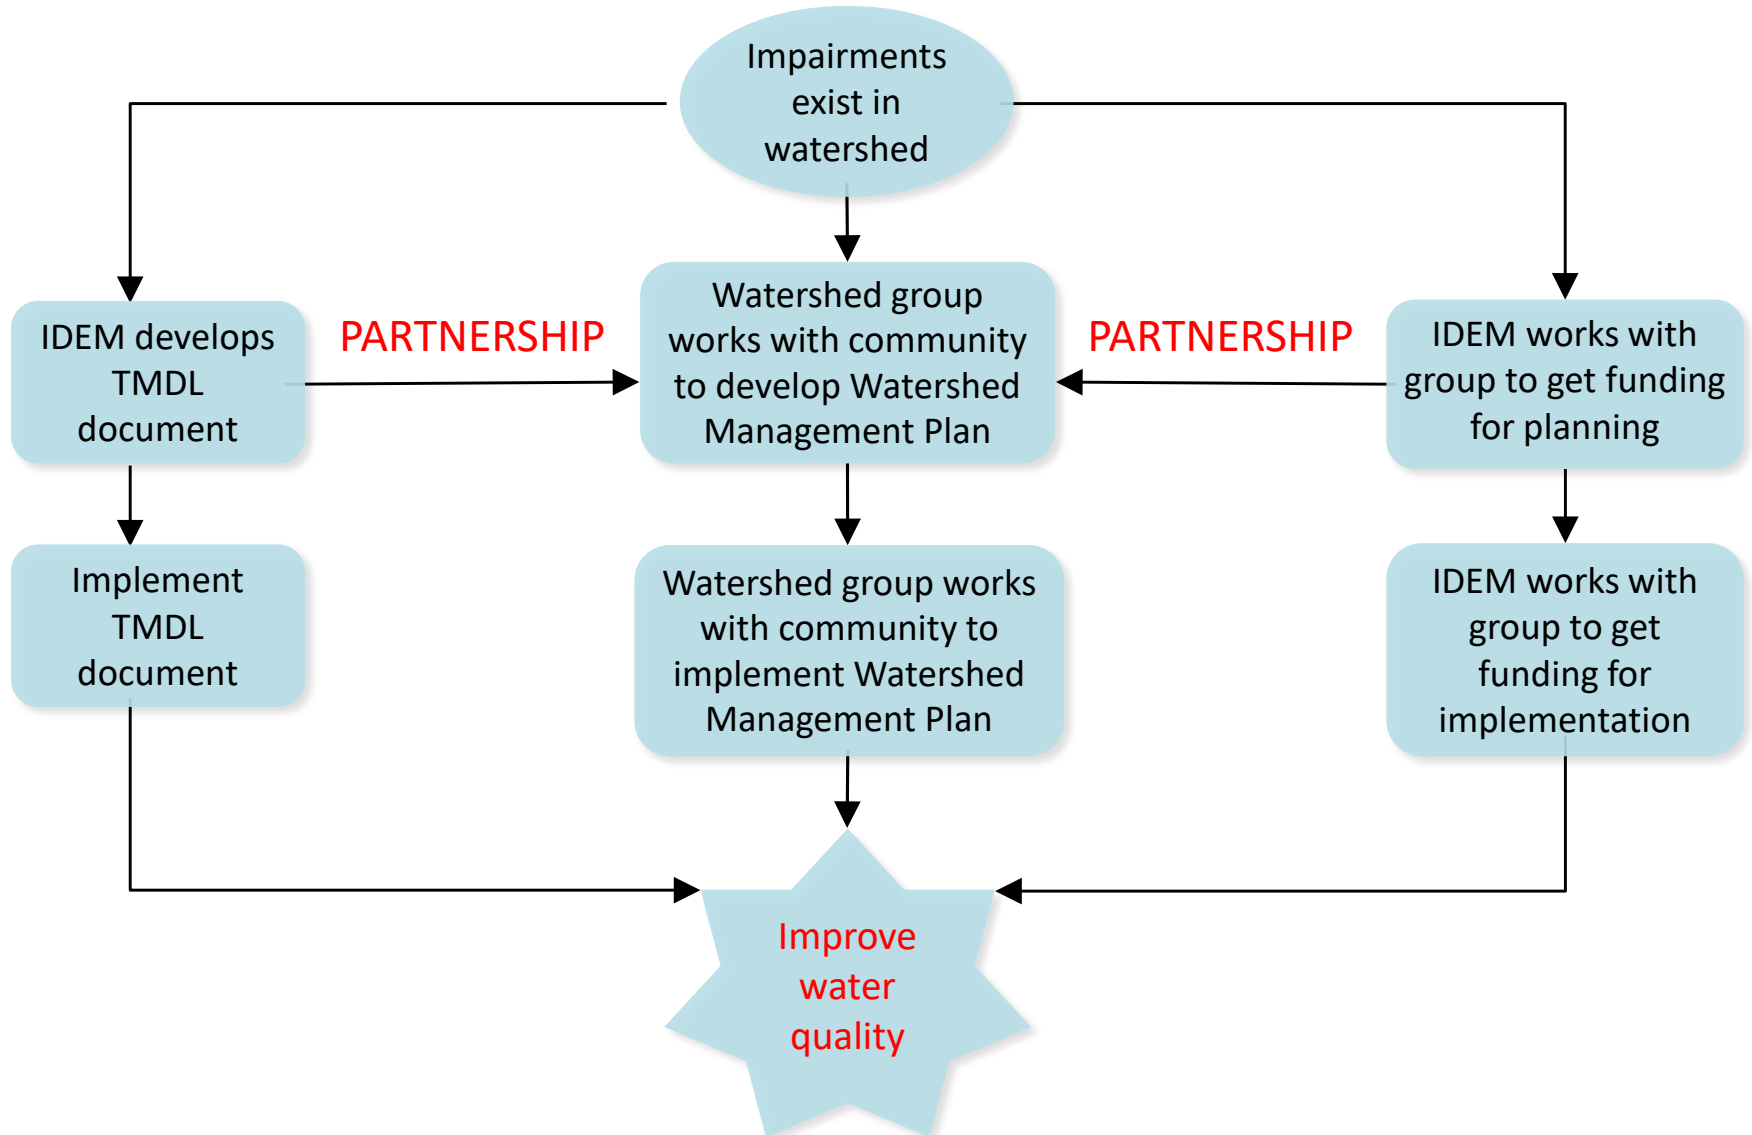 Impairments
exist in
watershed
IDEM develops
TMDL
document
PARTNERSHIP
Watershed group
works with community
to develop Watershed
Management Plan
PARTNERSHIP
IDEM works with
group to get funding
for planning
Implement
TMDL
document
Watershed group works
with community to
implement Watershed
Management Plan
IDEM works with
group to get
funding for
implementation
Improve
water
quality